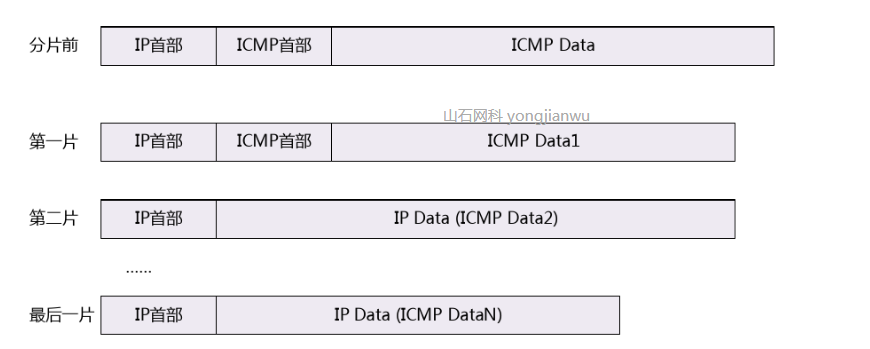 分片前 IP首部 ICMP首部 ICMP Data
山石网科 yongjianwu
第一片 IP首部 ICMP首部 ICMP Data1
第二片 IP首部 IP Data (ICMP Data2)
......
最后一片 IP首部 IP Data (ICMP DataN)